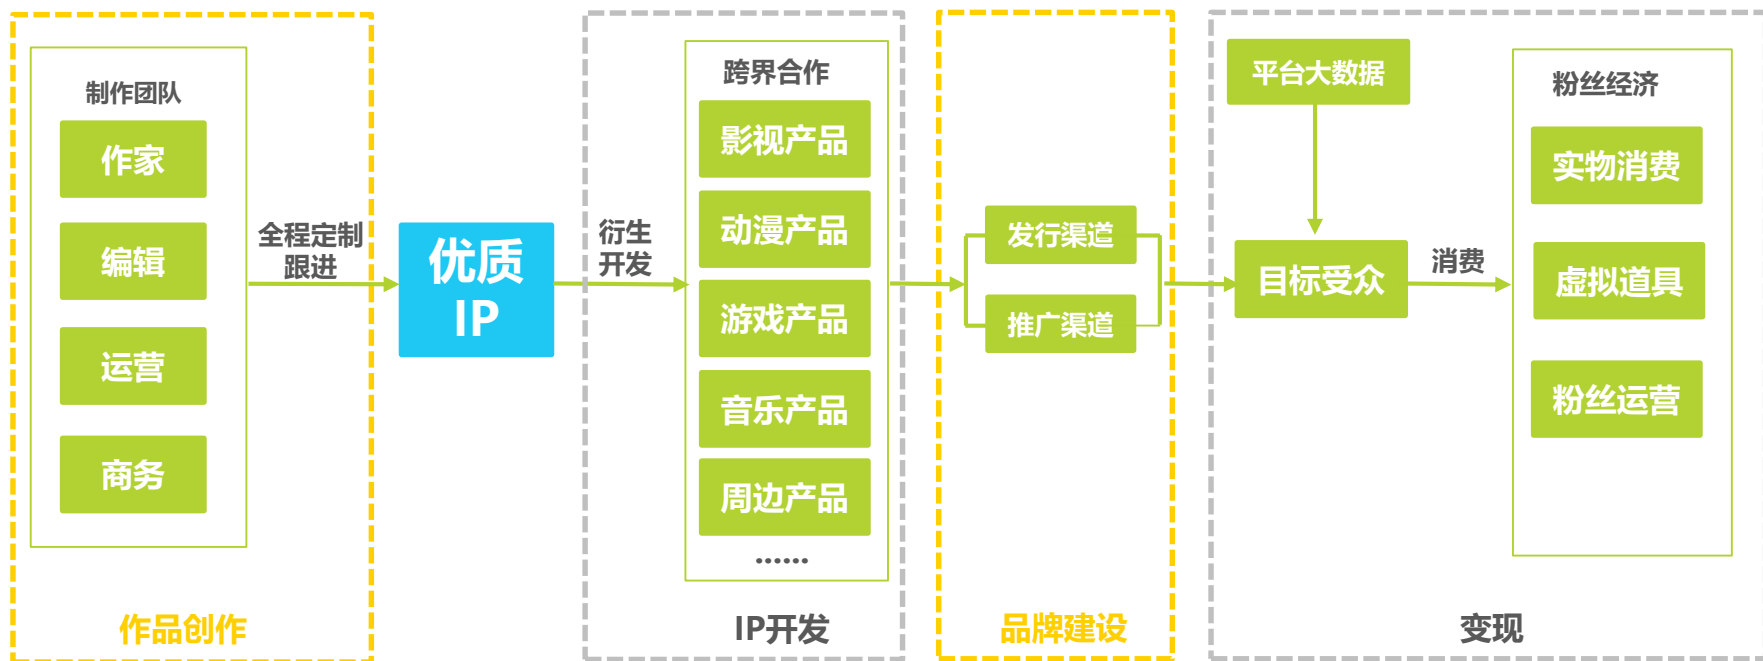 制作团队
作家
编辑
运营
商务
全程定制
跟进
作品创作
优质
IP
衍生
开发
跨界合作
影视产品
动漫产品
游戏产品
音乐产品
周边产品
······
IP开发
发行渠道
推广渠道
品牌建设
平台大数据
目标受众
消费
粉丝经济
实物消费
虚拟道具
粉丝运营
变现